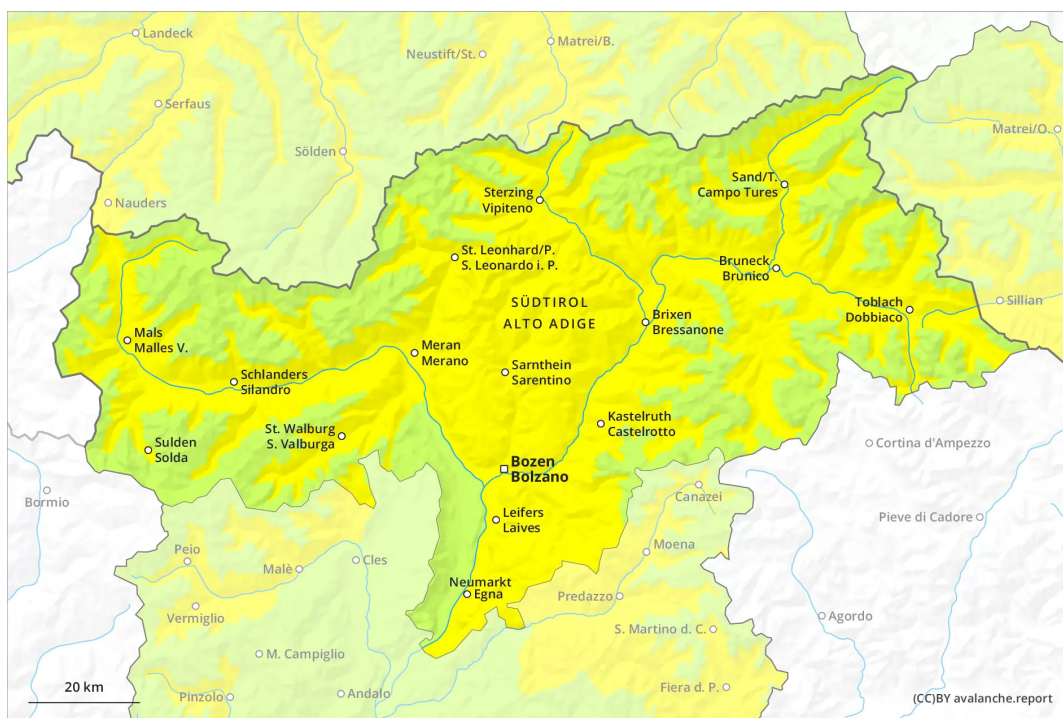 Landeck
Neustift/St.
Matrei/B.
Serfaus
Matrei/O.
Sölden
Sand/T.
Campo Tures
Sterzing
Vipiteno
Nauders
St. Leonhard/P.
S. Leonardo i. P.
Bruneck
Brunico
SÜDTIROL
ALTO ADIGE
Toblach
Dobbiaco
Sillian
Brixen
Bressanone
Mals
Malles V.
Meran
Merano
Sarnthein
Sarentino
Schlanders
Silandro
Kastelruth
Castelrotto
St. Walburg
S. Valburga
Sulden
Solda
Cortina d'Ampezzo
Bozen
Bolzano
Bormio
Canazei
Leifers
Laives
Pieve di Cadore
Moena
Peio
Cles
Malè
Neumarkt
Egna
Predazzo
Vermiglio
Agordo
S. Martino d. C.
M. Campiglio
20 km
Pinzolo
Andalo
Fiera d. P.
(CC)BY avalanche.report